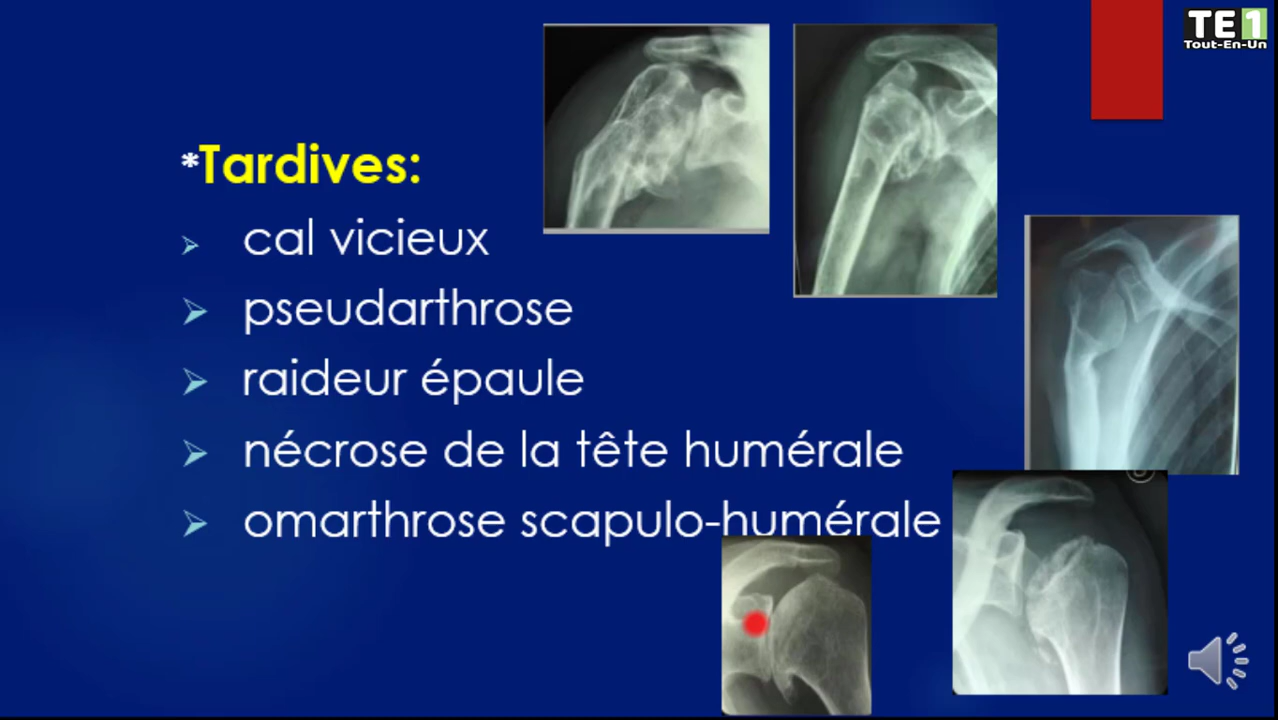 TE1
Tout-En-Un
*Tardives:
cal vicieux
pseudarthrose
raideur épaule
nécrose de la tête humérale
omarthrose scapulo-humérale